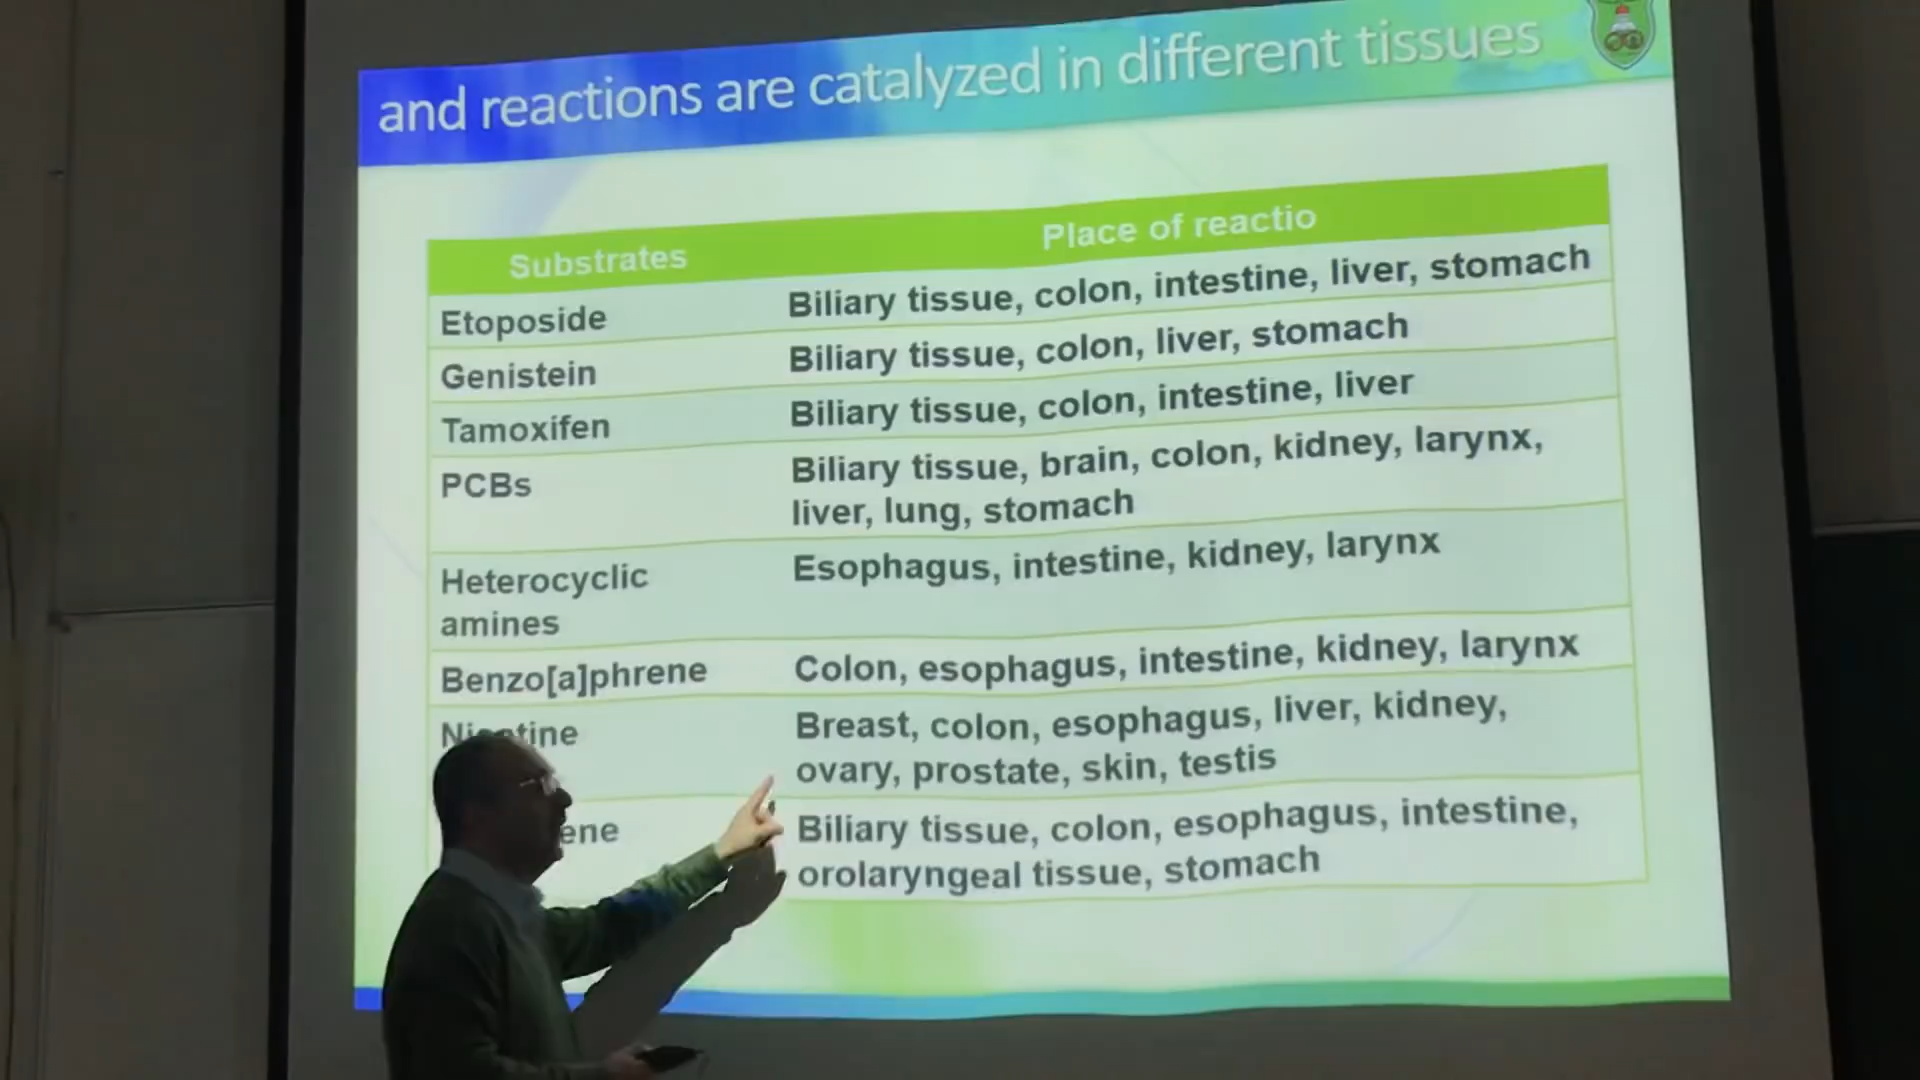 and reactions are catalyzed in different tissues
Substrates Place of reactio
Etoposide Biliary tissue, colon, intestine, liver, stomach
Genistein Biliary tissue, colon, liver, stomach
Tamoxifen Biliary tissue, colon, intestine, liver
PCBs Biliary tissue, brain, colon, kidney, larynx,
liver, lung, stomach
Heterocyclic Esophagus, intestine, kidney, larynx
amines
Benzo[a]phrene Colon, esophagus, intestine, kidney, larynx
Nicotine Breast, colon, esophagus, liver, kidney,
ovary, prostate, skin, testis
Biliary tissue, colon, esophagus, intestine,
orolaryngeal tissue, stomach